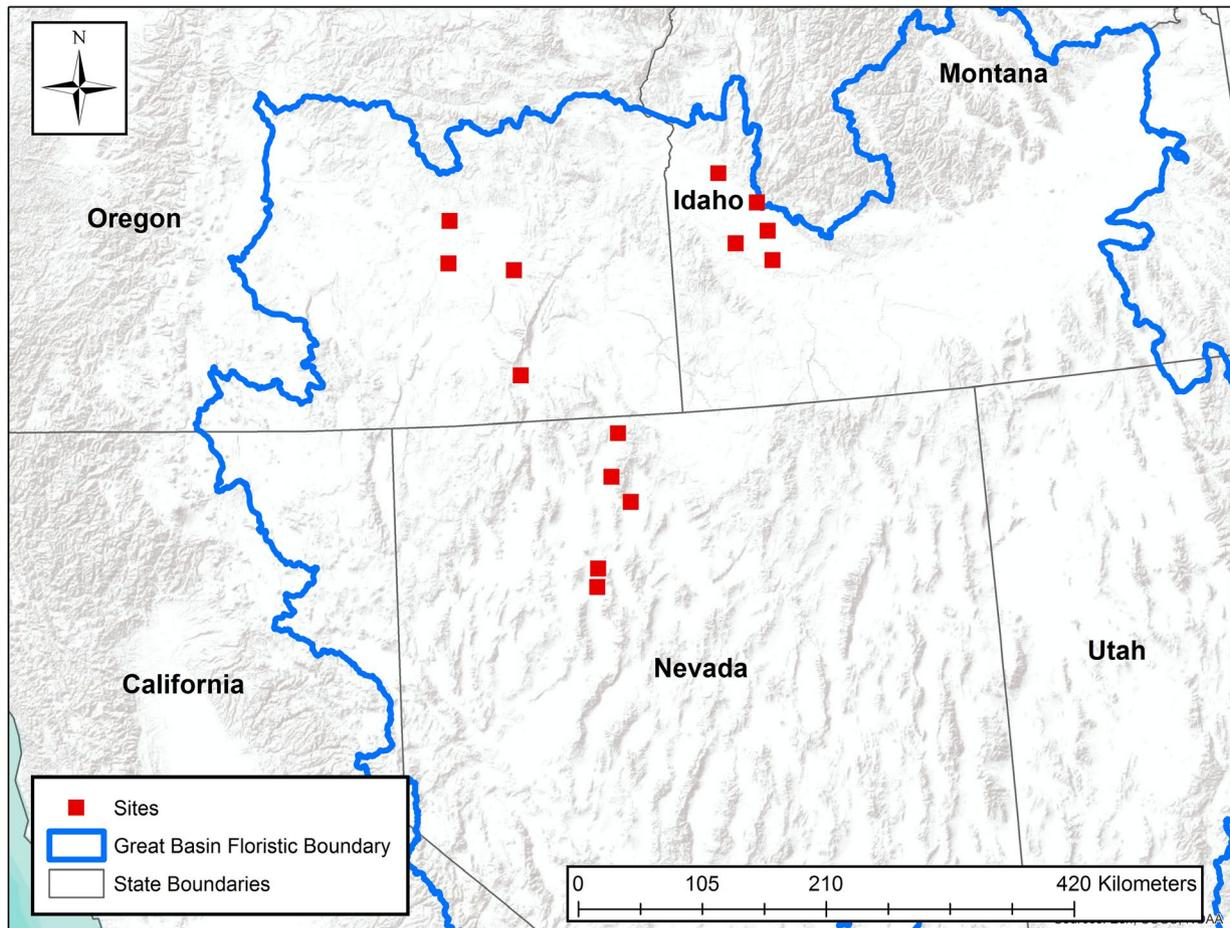 N
Montana
Idaho
Oregon
Nevada
Utah
California
Sites
Great Basin Floristic Boundary
State Boundaries
0 105 210 420 Kilometers